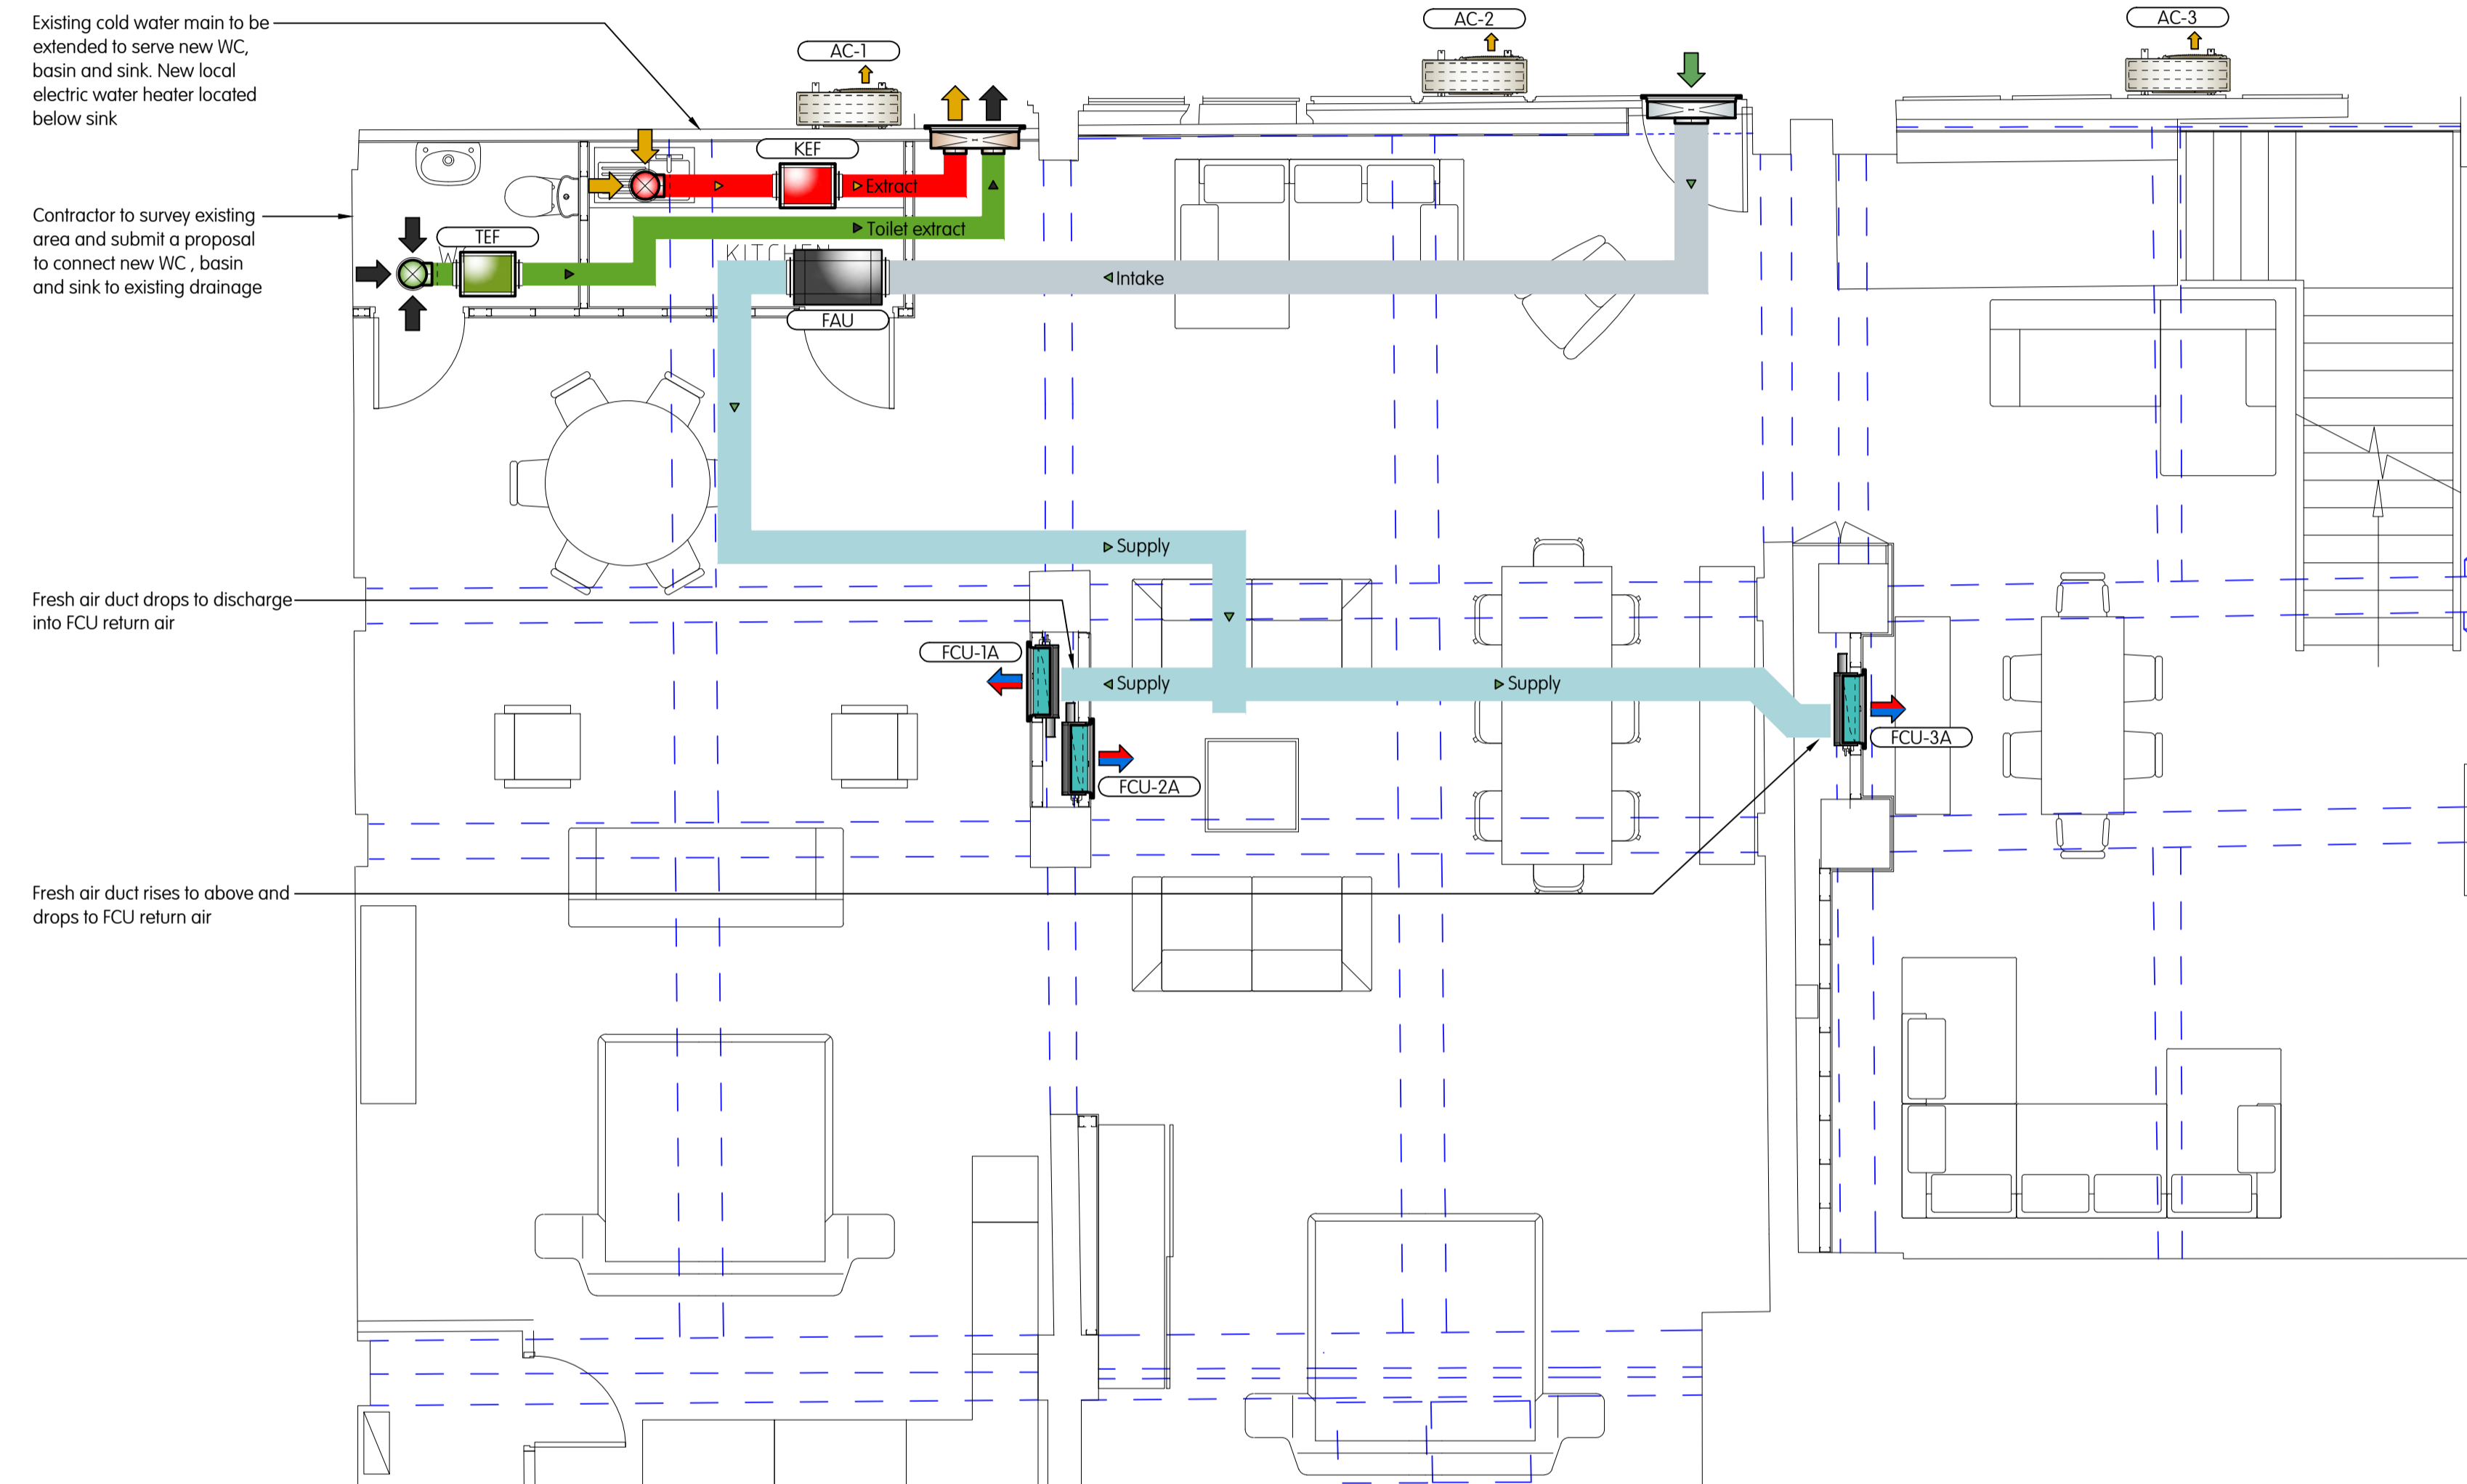 Existing cold water main to be
extended to serve new WC,
basin and sink. New local
electric water heater located
below sink
AC-1
AC-2
AC-3
KEF
Extract
Contractor to survey existing
area and submit a proposal
to connect new WC , basin
and sink to existing drainage
TEF
Toilet extract
KITCHEN
Intake
FAU
Supply
Fresh air duct drops to discharge
into FCU return air
FCU-1A
Supply
Supply
FCU-3A
FCU-2A
Fresh air duct rises to above and
drops to FCU return air